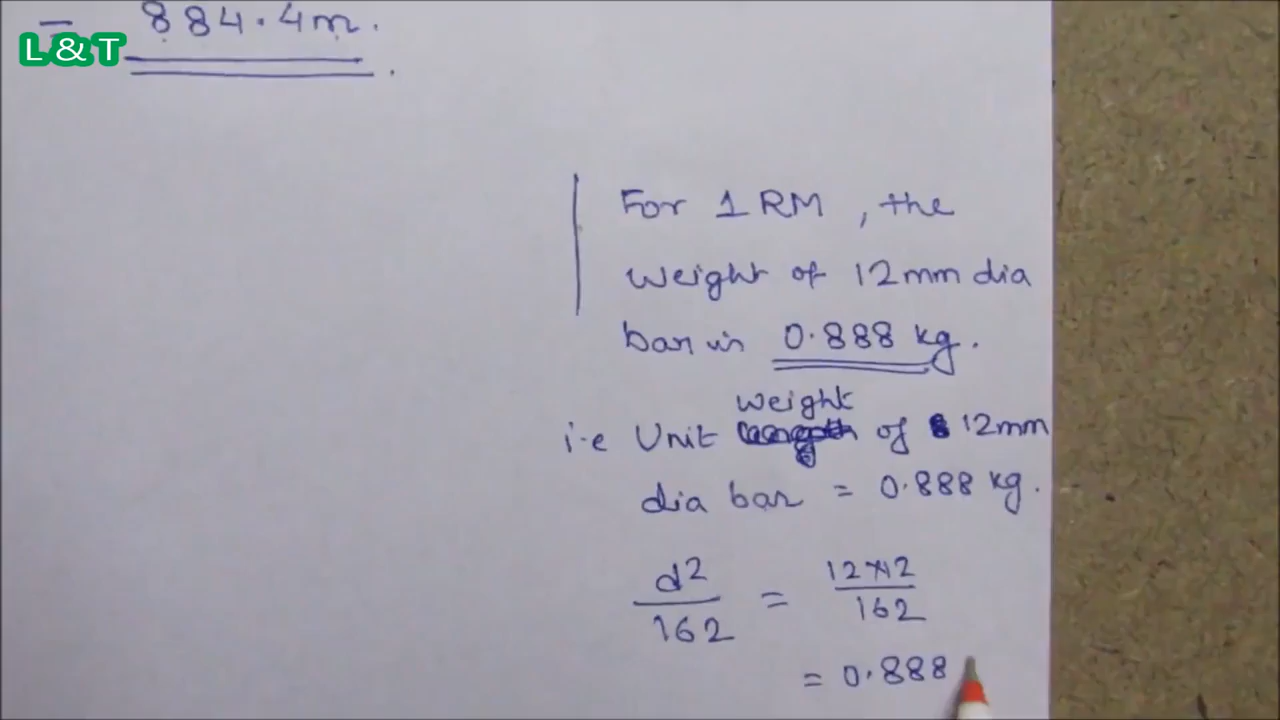 = 884.4m.
L & T
For 1 RM, the
weight of 12mm dia
bar is 0.888 kg.
weight
i.e Unit of 12mm
dia bar = 0.888 kg.
d²/162 = 12×12/162
= 0.888